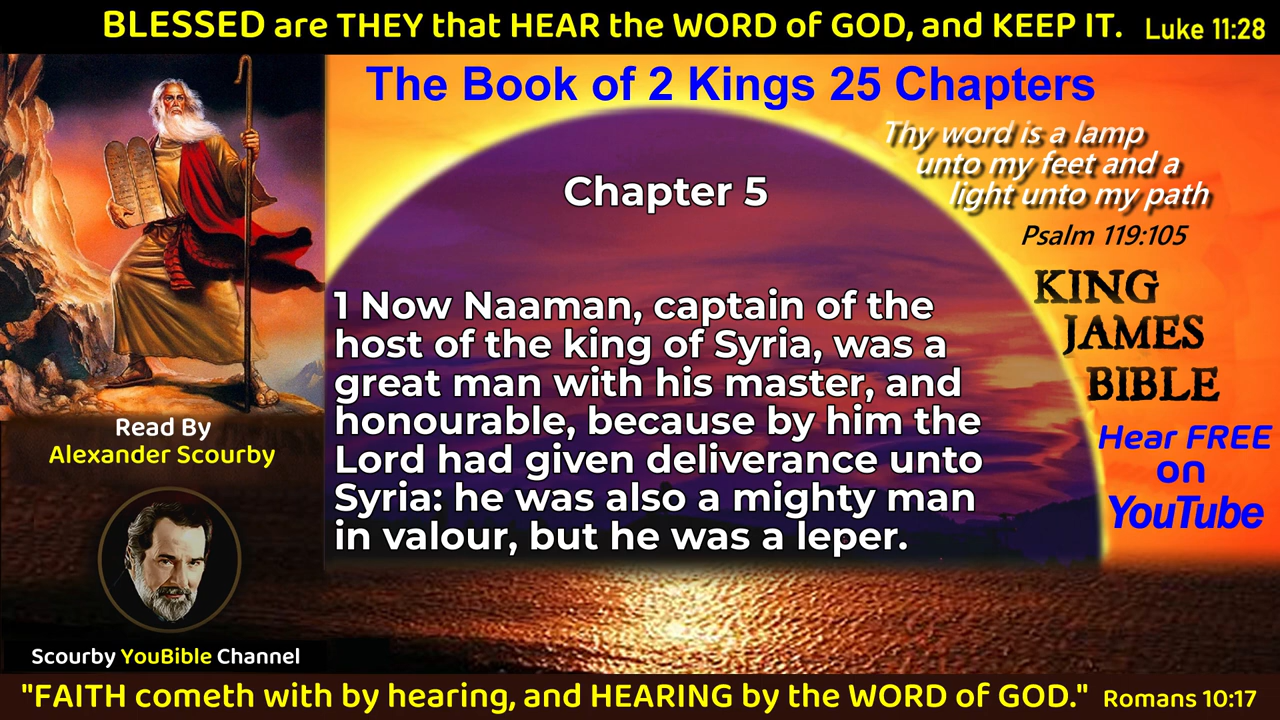 BLESSED are THEY that HEAR the WORD of GOD, and KEEP IT. Luke 11:28
The Book of 2 Kings 25 Chapters
Thy word is a lamp
unto my feet and a
light unto my path
Psalm 119:105
KING
JAMES
BIBLE
Hear FREE
on
YouTube
Chapter 5
1 Now Naaman, captain of the
host of the king of Syria, was a
great man with his master, and
honourable, because by him the
Lord had given deliverance unto
Syria: he was also a mighty man
in valour, but he was a leper.
Read By
Alexander Scourby
Scourby YouBible Channel
"FAITH cometh with by hearing, and HEARING by the WORD of GOD." Romans 10:17